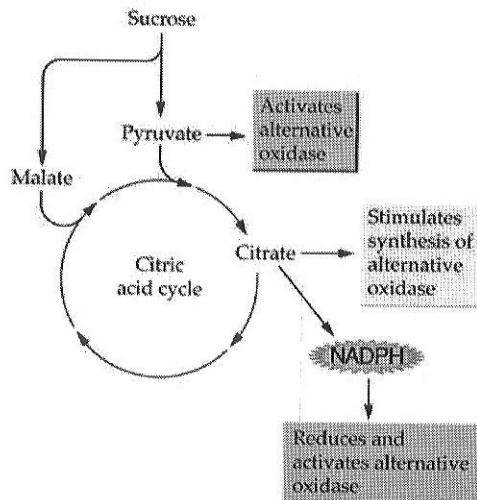 Sucrose
Pyruvate
Activates
alternative
oxidase
Malate
Citric
acid cycle
Citrate
Stimulates
synthesis of
alternative
oxidase
NADPH
Reduces and
activates alternative
oxidase